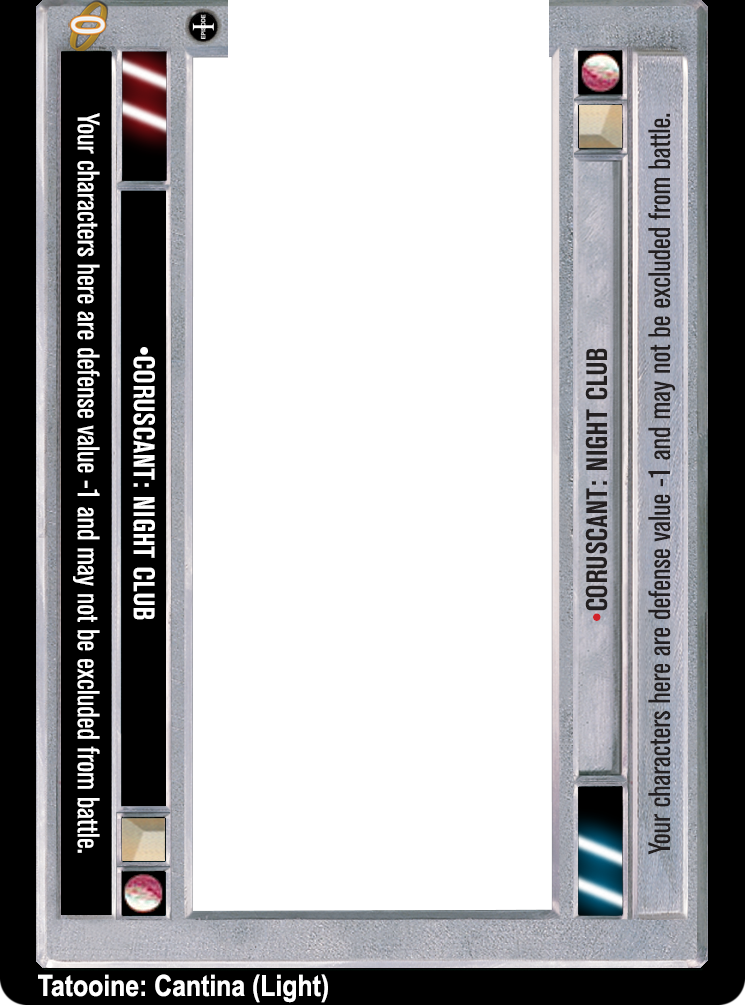 0
EPISODE
I
Your characters here are defense value -1 and may not be excluded from battle.
•CORUSCANT: NIGHT CLUB
•CORUSCANT: NIGHT CLUB
Your characters here are defense value -1 and may not be excluded from battle.
Tatooine: Cantina (Light)